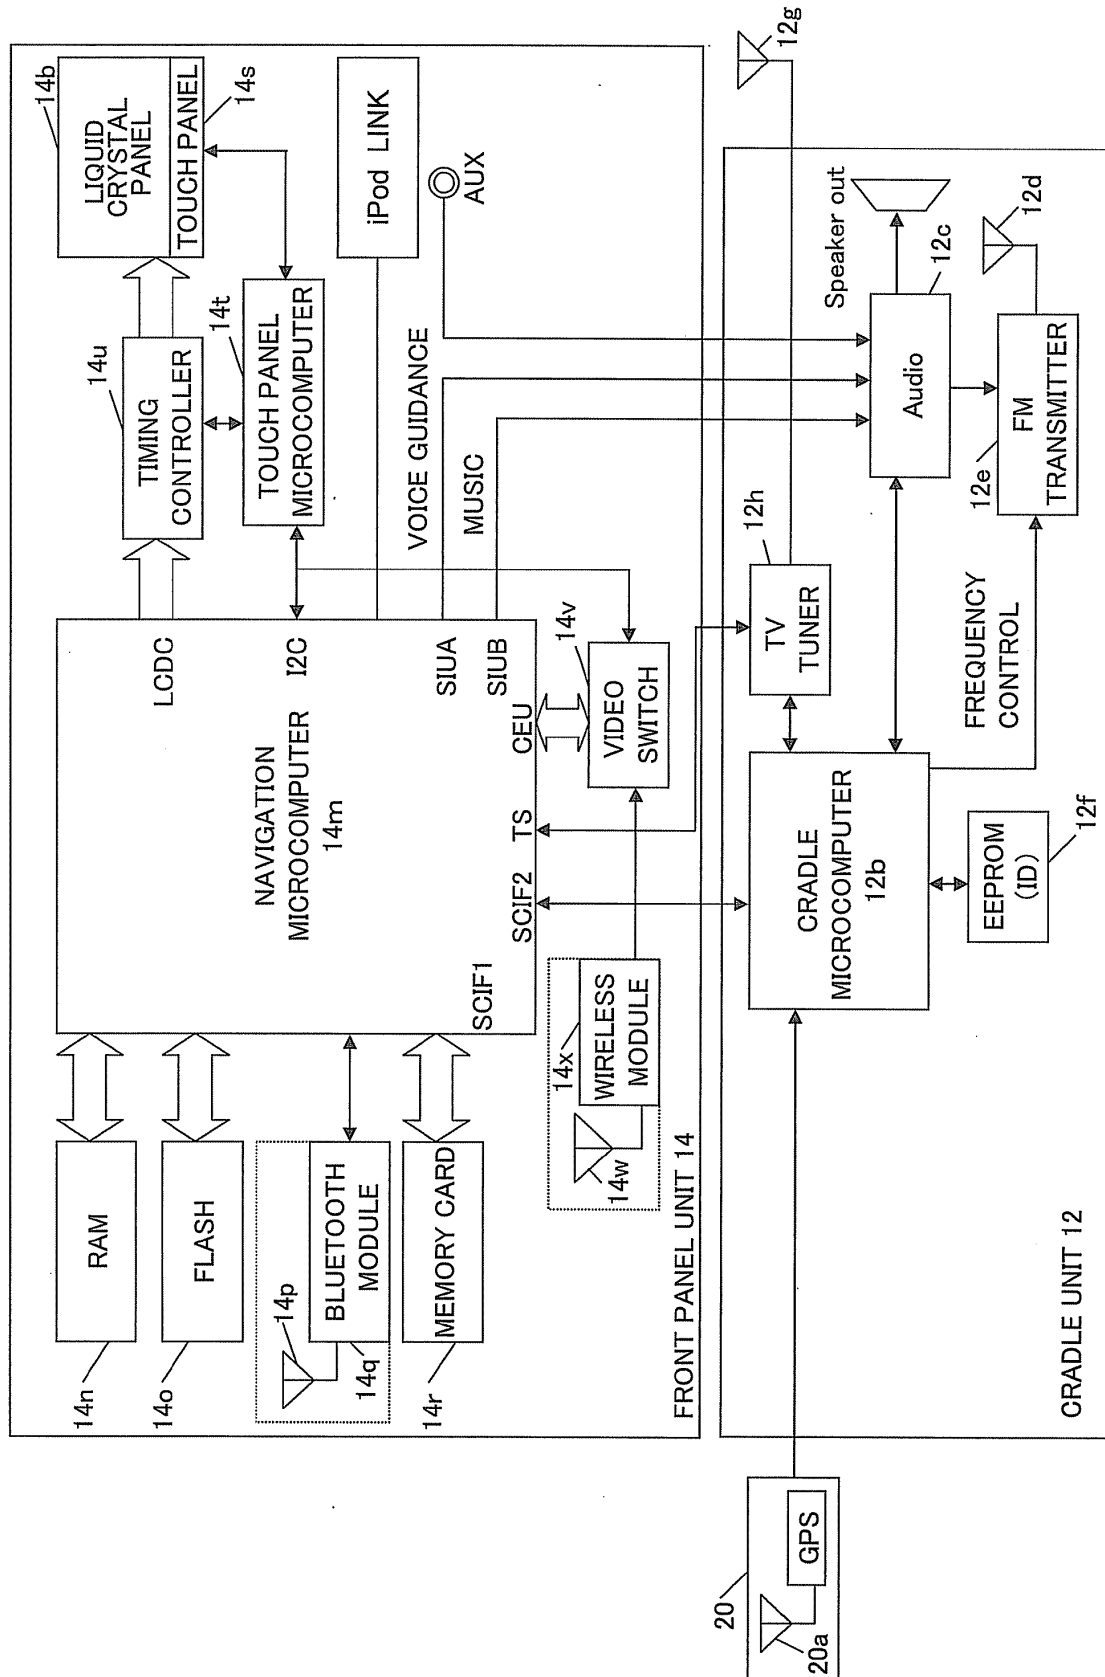 14b
LIQUID
CRYSTAL
PANEL
TOUCH PANEL
14s
iPod LINK
AUX
14u
TIMING
CONTROLLER
14t
TOUCH PANEL
MICROCOMPUTER
VOICE GUIDANCE
MUSIC
LCDC
I2C
SIUA
SIUB
CEU
TS
SCIF2
SCIF1
NAVIGATION
MICROCOMPUTER
14m
14v
VIDEO
SWITCH
14x
WIRELESS
MODULE
14w
RAM
14n
FLASH
14o
14p
BLUETOOTH
MODULE
14q
MEMORY CARD
14r
FRONT PANEL UNIT 14
12g
Speaker out
12c
12d
Audio
12e
FM
TRANSMITTER
12h
TV
TUNER
FREQUENCY
CONTROL
CRADLE
MICROCOMPUTER
12b
12f
EEPROM
(ID)
CRADLE UNIT 12
20
GPS
20a